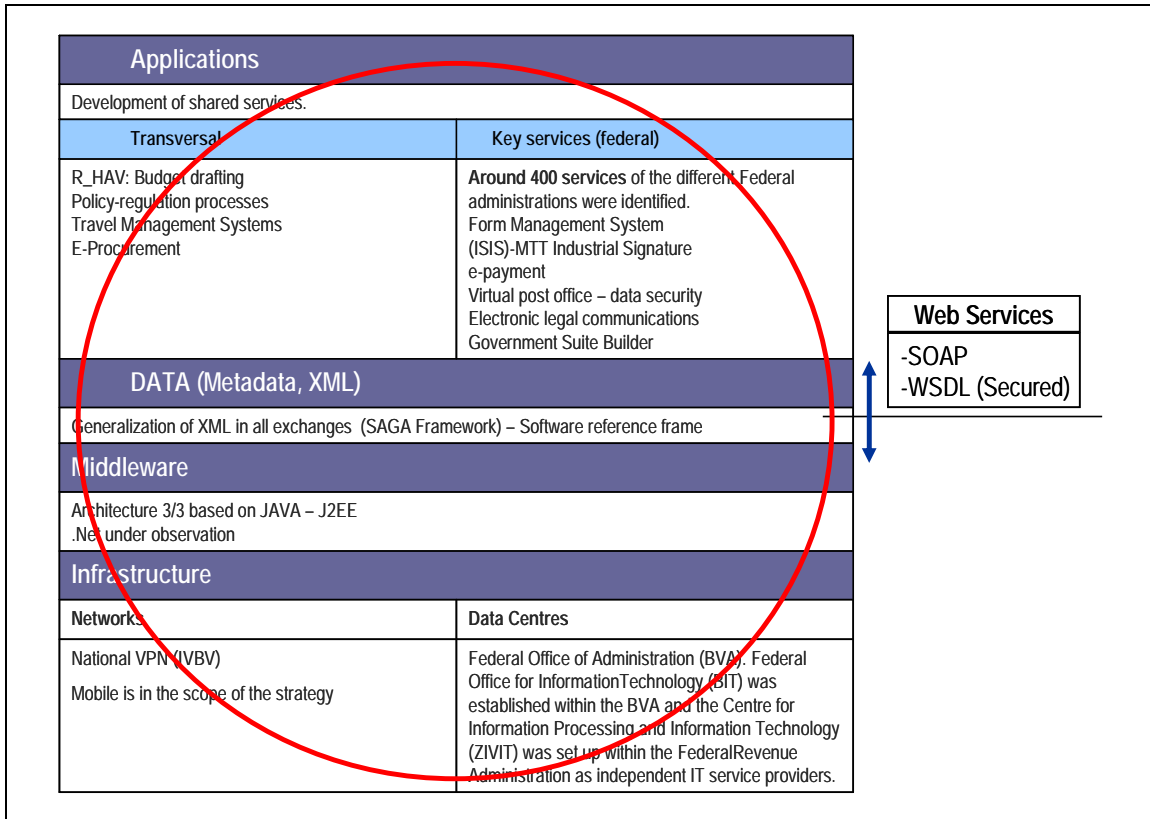 Applications
Development of shared services.
Transversal
Key services (federal)
R_HAV: Budget drafting
Policy-regulation processes
Travel Management Systems
E-Procurement
Around 400 services of the different Federal
administrations were identified.
Form Management System
(ISIS)-MTT Industrial Signature
e-payment
Virtual post office – data security
Electronic legal communications
Government Suite Builder
Web Services
-SOAP
-WSDL (Secured)
DATA (Metadata, XML)
Generalization of XML in all exchanges (SAGA Framework) – Software reference frame
Middleware
Architecture 3/3 based on JAVA – J2EE
.Net under observation
Infrastructure
Networks
Data Centres
National VPN (IVBV)
Mobile is in the scope of the strategy
Federal Office of Administration (BVA). Federal
Office for InformationTechnology (BIT) was
established within the BVA and the Centre for
Information Processing and Information Technology
(ZIVIT) was set up within the FederalRevenue
Administration as independent IT service providers.